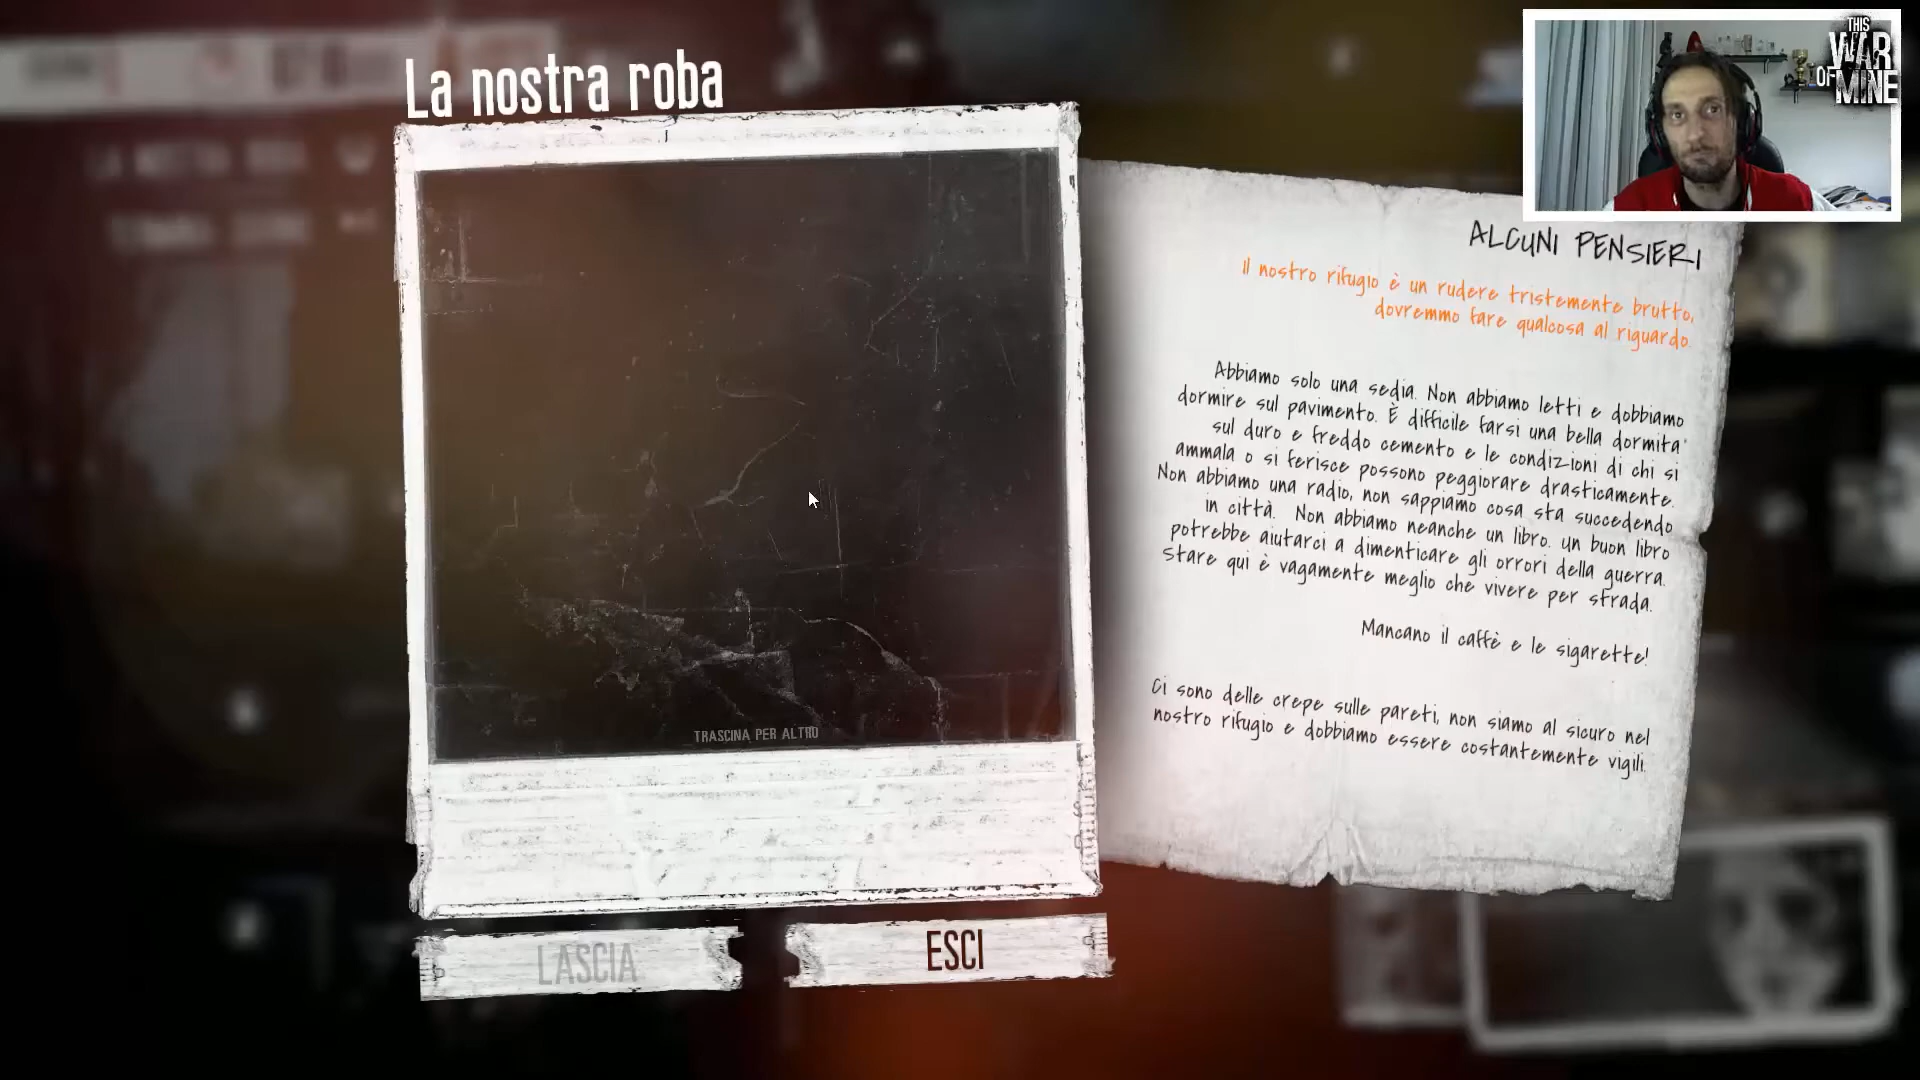 La nostra roba
THIS
WAR
OF MINE
ALCUNI PENSIERI
Il nostro rifugio è un rudere tristemente brutto,
dovremmo fare qualcosa al riguardo.
Abbiamo solo una sedia. Non abbiamo letti e dobbiamo
dormire sul pavimento. È difficile farsi una bella dormita
sul duro e freddo cemento e le condizioni di chi si
ammala o si ferisce possono peggiorare drasticamente.
Non abbiamo una radio, non sappiamo cosa sta succedendo
in città. Non abbiamo neanche un libro. un buon libro
potrebbe aiutarci a dimenticare gli orrori della guerra.
Stare qui è vagamente meglio che vivere per strada.
Mancano il caffè e le sigarette!
Ci sono delle crepe sulle pareti, non siamo al sicuro nel
nostro rifugio e dobbiamo essere costantemente vigili.
TRASCINA PER ALTRO
LASCIA
ESCI